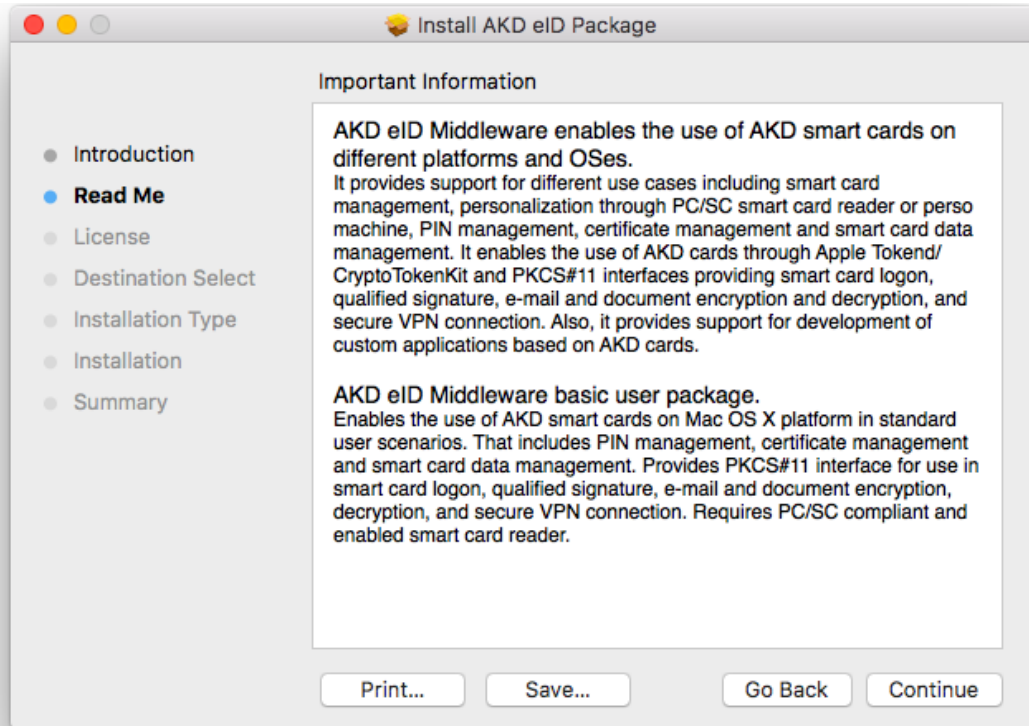 Install AKD eID Package
Important Information
Introduction
Read Me
License
Destination Select
Installation Type
Installation
Summary
AKD eID Middleware enables the use of AKD smart cards on
different platforms and OSes.
It provides support for different use cases including smart card
management, personalization through PC/SC smart card reader or perso
machine, PIN management, certificate management and smart card data
management. It enables the use of AKD cards through Apple Tokend/
CryptoTokenKit and PKCS#11 interfaces providing smart card logon,
qualified signature, e-mail and document encryption and decryption, and
secure VPN connection. Also, it provides support for development of
custom applications based on AKD cards.
AKD eID Middleware basic user package.
Enables the use of AKD smart cards on Mac OS X platform in standard
user scenarios. That includes PIN management, certificate management
and smart card data management. Provides PKCS#11 interface for use in
smart card logon, qualified signature, e-mail and document encryption,
decryption, and secure VPN connection. Requires PC/SC compliant and
enabled smart card reader.
Print...
Save...
Go Back
Continue